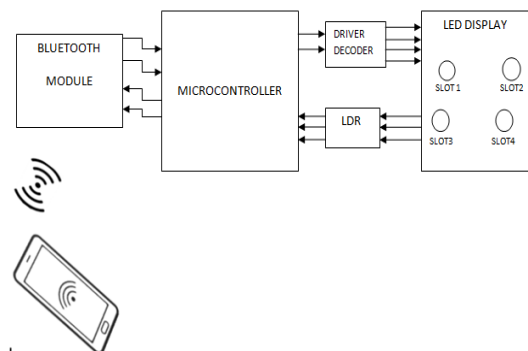 BLUETOOTH
MODULE
MICROCONTROLLER
DRIVER
DECODER
LDR
LED DISPLAY
SLOT 1
SLOT2
SLOT3
SLOT4